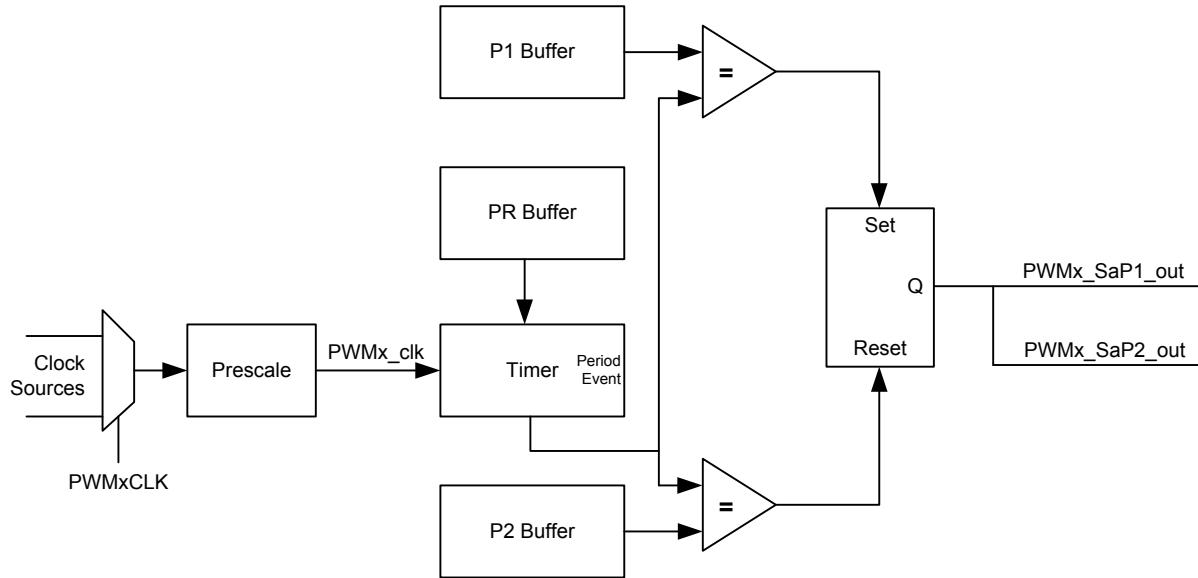 P1 Buffer
=
PR Buffer
Set
Q
PWMx_SaP1_out
Clock
Sources
Prescale
PWMx_clk
Timer
Period
Event
Reset
PWMx_SaP2_out
PWMxCLK
P2 Buffer
=